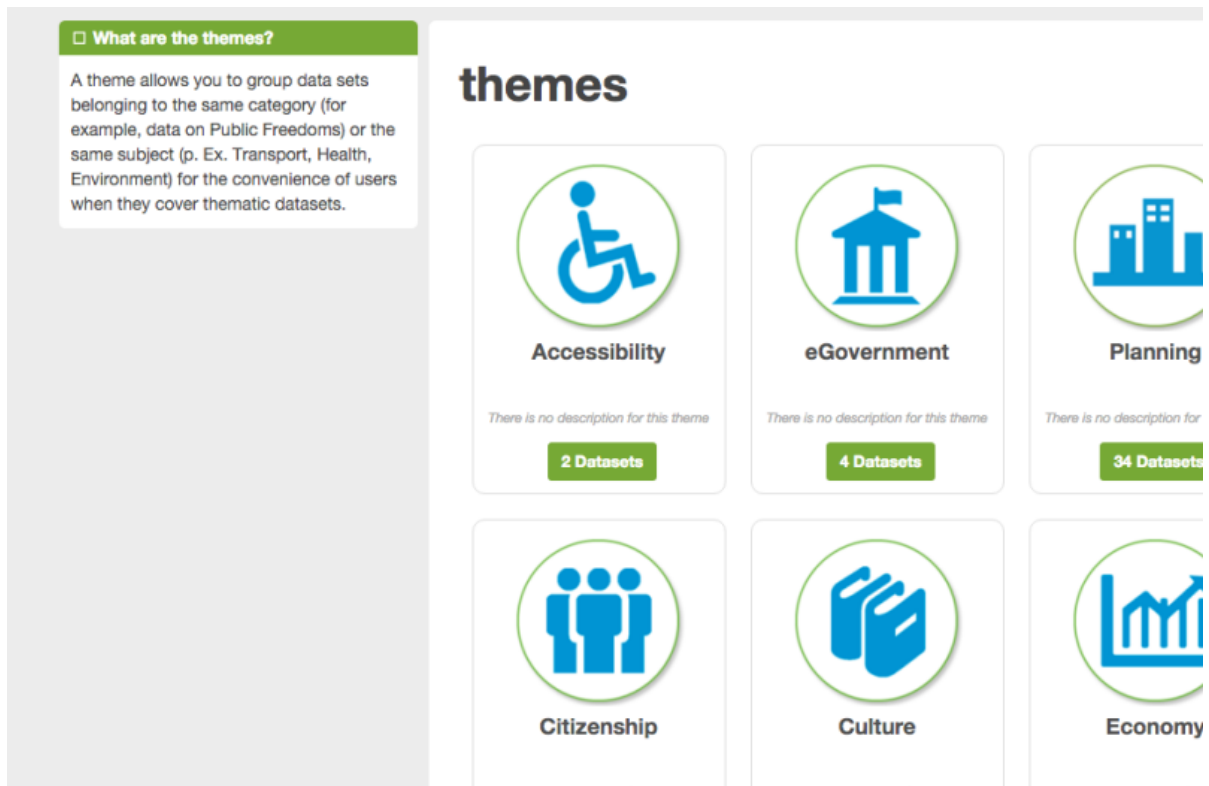 What are the themes?
A theme allows you to group data sets
belonging to the same category (for
example, data on Public Freedoms) or the
same subject (p. Ex. Transport, Health,
Environment) for the convenience of users
when they cover thematic datasets.
themes
Accessibility
There is no description for this theme
2 Datasets
eGovernment
There is no description for this theme
4 Datasets
Planning
There is no description for
34 Datasets
Citizenship
Culture
Economy